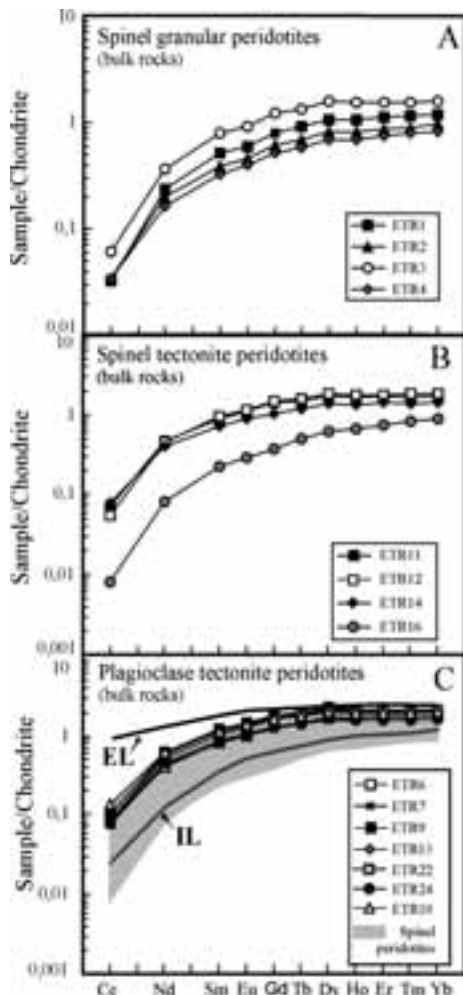 Spinel granular peridotites
A
(bulk rocks)
Sample/Chondrite
1
0,1
0,01
ETR1
ETR2
ETR3
ETR4
Spinel tectonite peridotites
B
(bulk rocks)
Sample/Chondrite
10
1
0,1
0,01
0,001
ETR11
ETR12
ETR14
ETR16
Plagioclase tectonite peridotites
C
(bulk rocks)
Sample/Chondrite
10
1
0,1
0,01
0,001
EL
IL
ETR6
ETR7
ETR9
ETR13
ETR22
ETR24
Spinel
peridotites
Ce Nd Sm Eu Gd Tb Dy Ho Er Tm Yb